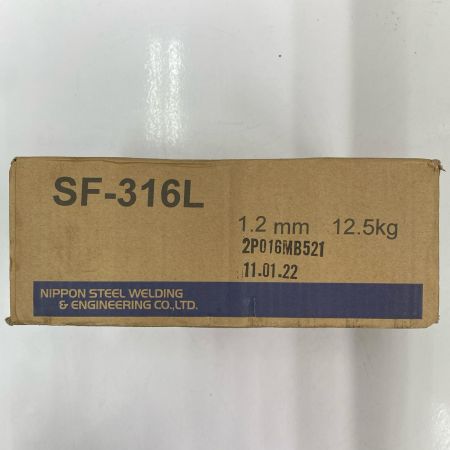 SF-316L
1.2 mm 12.5kg
2P016MB521
11.01.22
NIPPON STEEL WELDING
& ENGINEERING CO.,LTD.